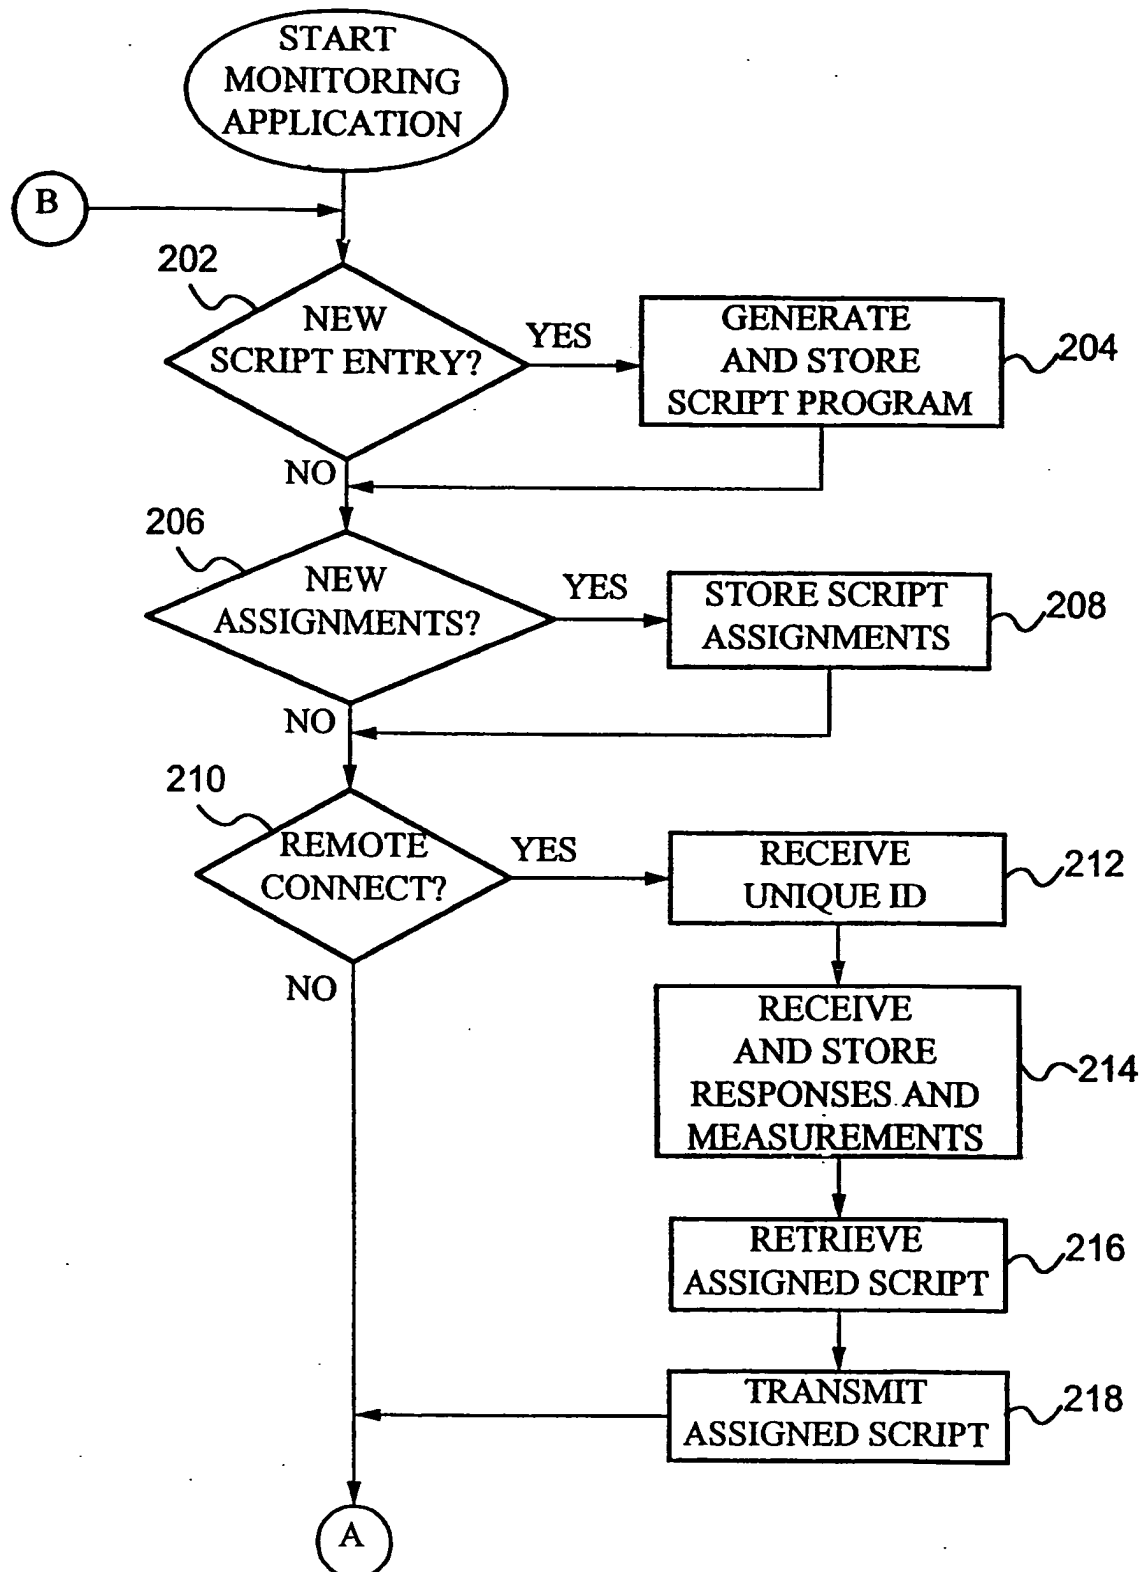 START
MONITORING
APPLICATION
B
202
NEW
SCRIPT ENTRY?
YES
GENERATE
AND STORE
SCRIPT PROGRAM
204
NO
206
NEW
ASSIGNMENTS?
YES
STORE SCRIPT
ASSIGNMENTS
208
NO
210
REMOTE
CONNECT?
YES
RECEIVE
UNIQUE ID
212
NO
RECEIVE
AND STORE
RESPONSES AND
MEASUREMENTS
214
RETRIEVE
ASSIGNED SCRIPT
216
TRANSMIT
ASSIGNED SCRIPT
218
A